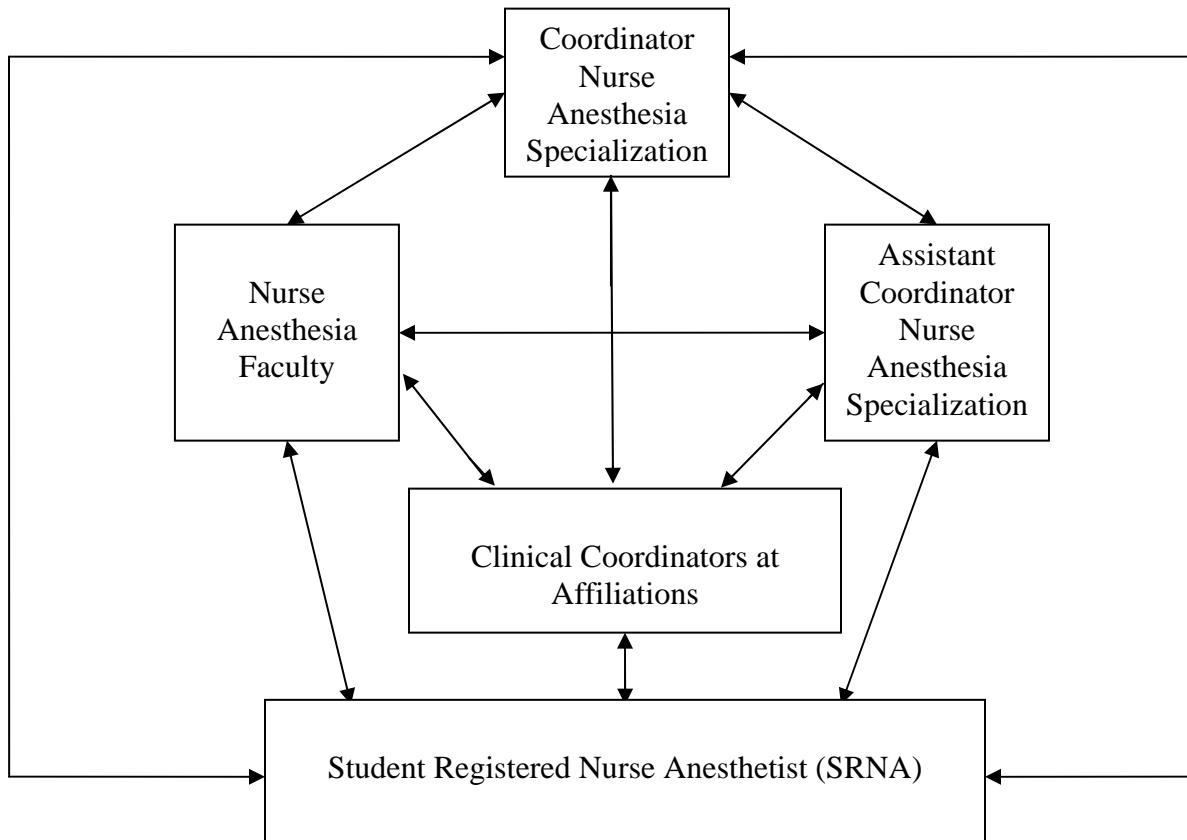 Coordinator
Nurse
Anesthesia
Specialization
Nurse
Anesthesia
Faculty
Assistant
Coordinator
Nurse
Anesthesia
Specialization
Clinical Coordinators at
Affiliations
Student Registered Nurse Anesthetist (SRNA)